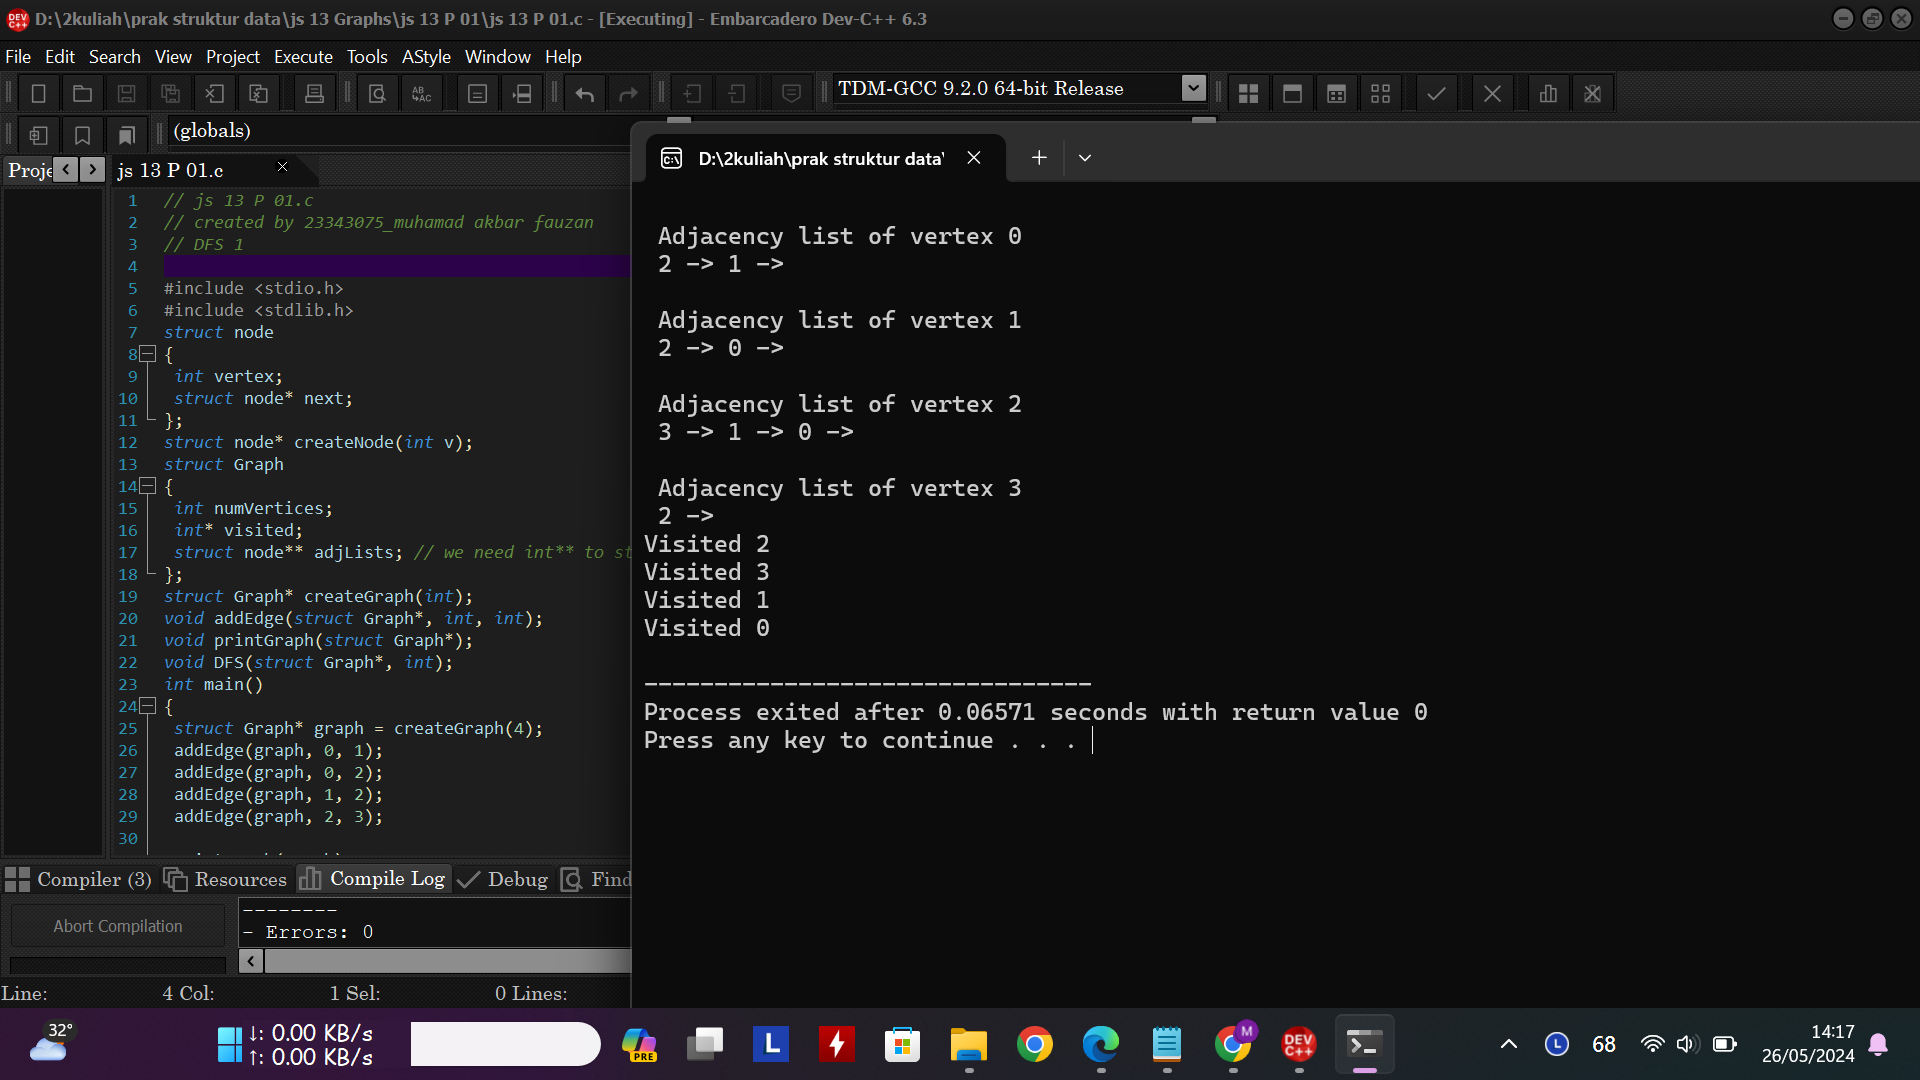 D:\2kuliah\prak struktur data\js 13 Graphs\js 13 P 01\js 13 P 01.c - [Executing] - Embarcadero Dev-C++ 6.3
File Edit Search View Project Execute Tools AStyle Window Help
TDM-GCC 9.2.0 64-bit Release
(globals)
Proje
js 13 P 01.c
1 // js 13 P 01.c
2 // created by 23343075_muhamad akbar fauzan
3 // DFS 1
4
5 #include <stdio.h>
6 #include <stdlib.h>
7 struct node
8 {
9 int vertex;
10 struct node* next;
11 };
12 struct node* createNode(int v);
13 struct Graph
14 {
15 int numVertices;
16 int* visited;
17 struct node** adjLists; // we need int** to st
18 };
19 struct Graph* createGraph(int);
20 void addEdge(struct Graph*, int, int);
21 void printGraph(struct Graph*);
22 void DFS(struct Graph*, int);
23 int main()
24 {
25 struct Graph* graph = createGraph(4);
26 addEdge(graph, 0, 1);
27 addEdge(graph, 0, 2);
28 addEdge(graph, 1, 2);
29 addEdge(graph, 2, 3);
30
D:\2kuliah\prak struktur data\
Adjacency list of vertex 0
2 -> 1 ->
Adjacency list of vertex 1
2 -> 0 ->
Adjacency list of vertex 2
3 -> 1 -> 0 ->
Adjacency list of vertex 3
2 ->
Visited 2
Visited 3
Visited 1
Visited 0
--------------------------------
Process exited after 0.06571 seconds with return value 0
Press any key to continue . . .
Compiler (3) Resources Compile Log Debug Find
Abort Compilation
--------
- Errors: 0
Line: 4 Col: 1 Sel: 0 Lines:
32°
↓: 0.00 KB/s
↑: 0.00 KB/s
PRE
L
M
DEV C++
L
68
14:17
26/05/2024